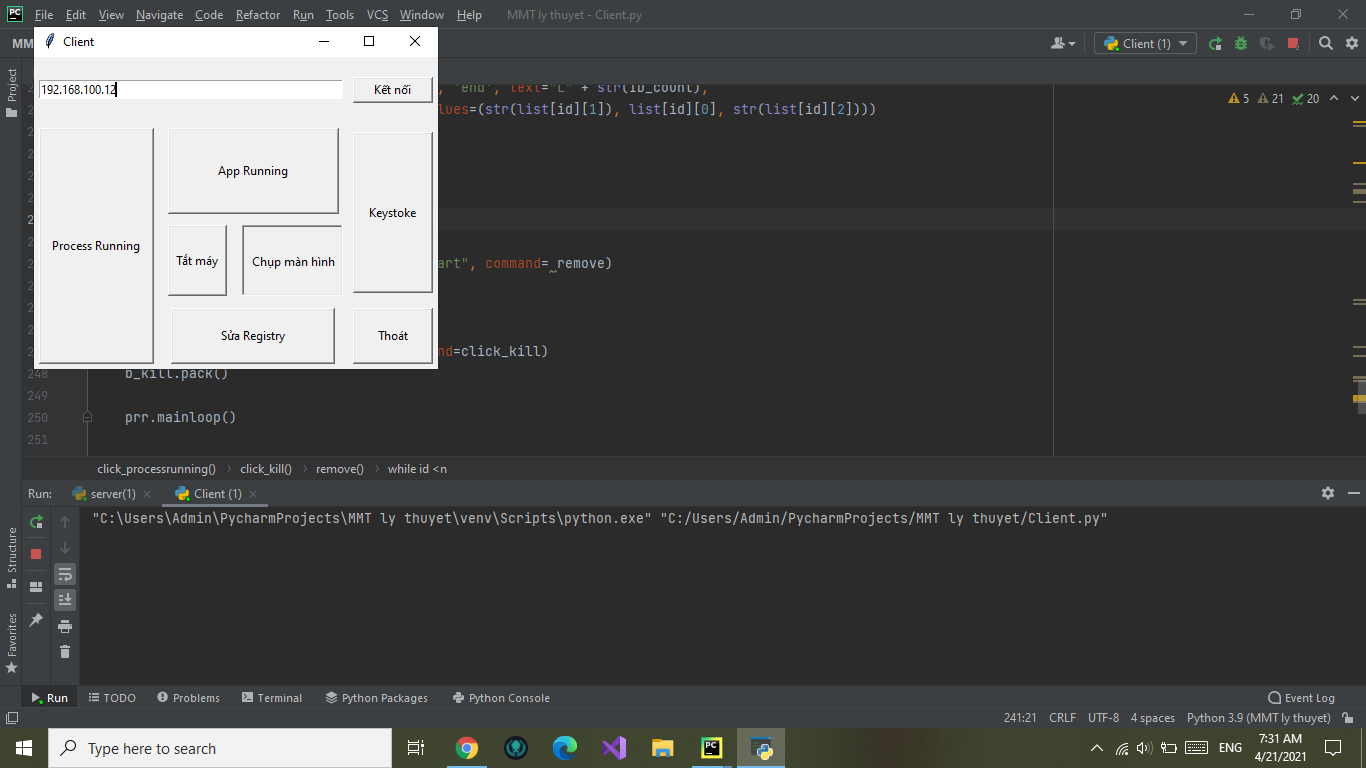 File Edit View Navigate Code Refactor Run Tools VCS Window Help MMT ly thuyet - Client.py
MM
Client (1)
Client
192.168.100.12
Kết nối
Process Running
App Running
Keystoke
Tắt máy
Chụp màn hình
Sửa Registry
Thoát
, 'end', text="L" + str(ib_count),
lues=(str(list[id][1]), list[id][0], str(list[id][2])))
5 21 20
art", command= remove)
nd=click_kill)
248 b_kill.pack()
249
250 prr.mainloop()
251
click_processrunning() click_kill() remove() while id <n
Project
Structure
Favorites
Run: server(1) Client (1)
"C:\Users\Admin\PycharmProjects\MMT ly thuyet\venv\Scripts\python.exe" "C:/Users/Admin/PycharmProjects/MMT ly thuyet/Client.py"
Run TODO Problems Terminal Python Packages Python Console Event Log
241:21 CRLF UTF-8 4 spaces Python 3.9 (MMT ly thuyet)
Type here to search
PC
ENG
7:31 AM
4/21/2021